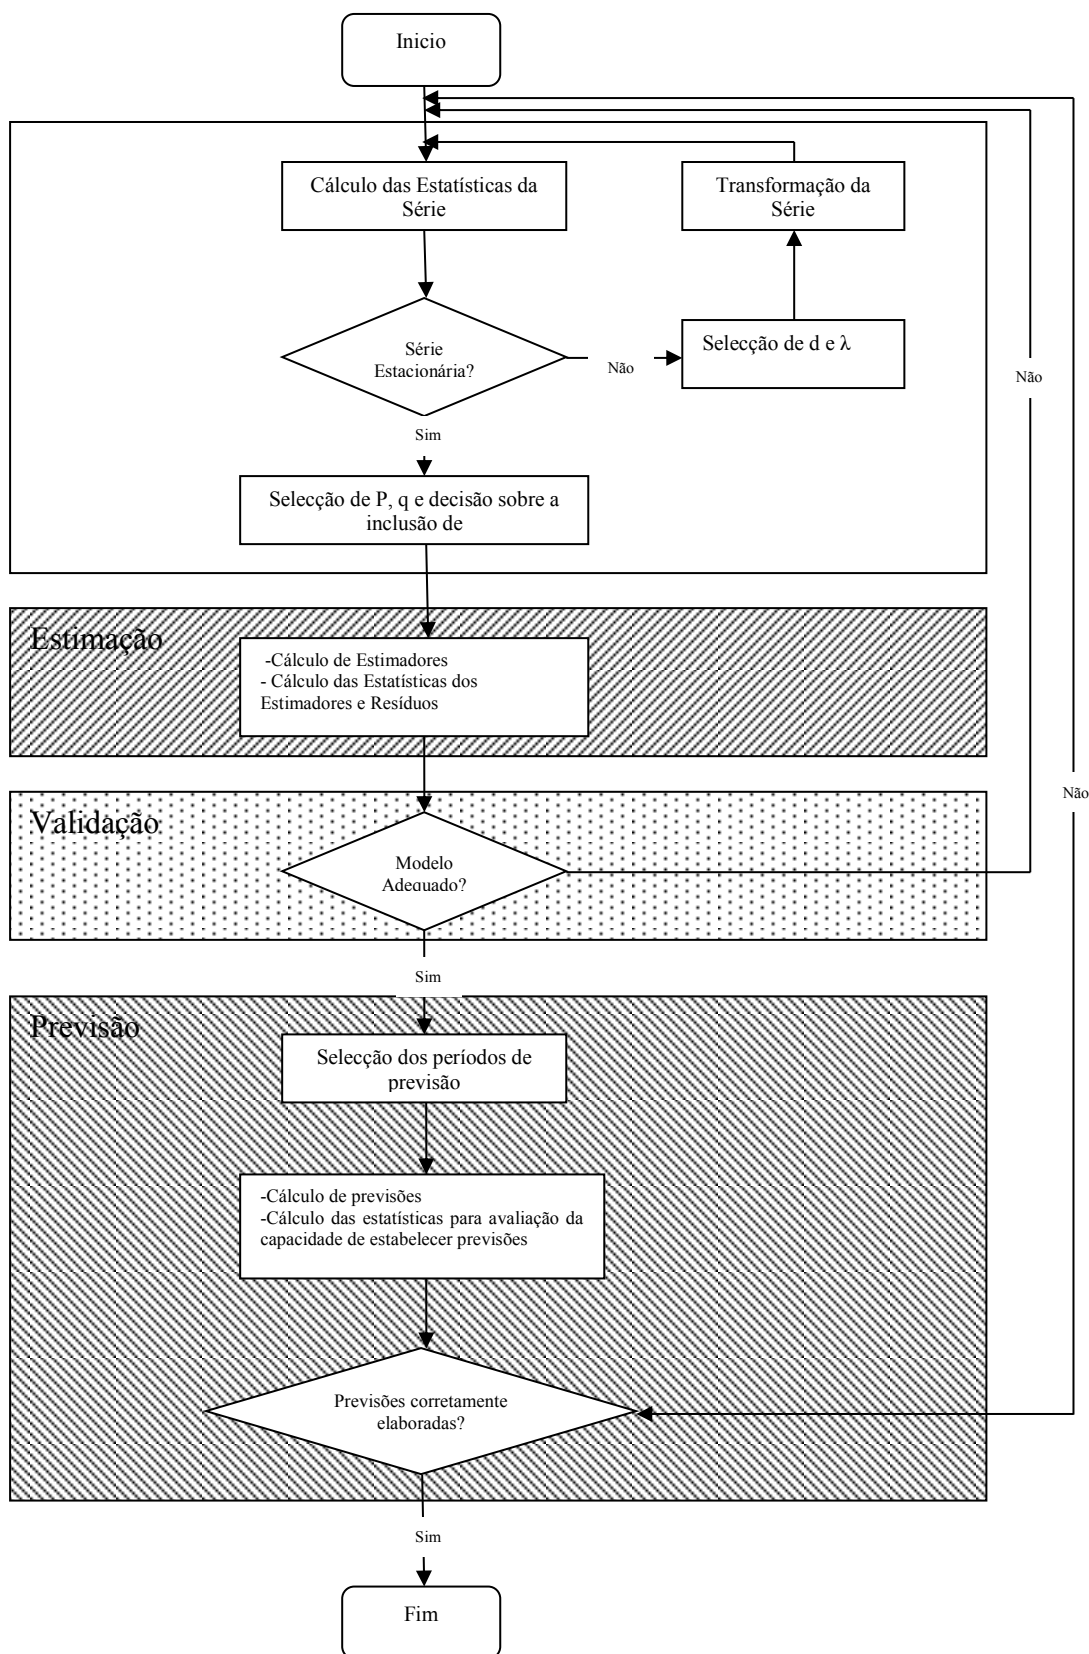 Inicio
Cálculo das Estatísticas da
Série
Transformação da
Série
Série
Estacionária?
Não
Selecção de d e λ
Não
Sim
Selecção de P, q e decisão sobre a
inclusão de
Estimação
-Cálculo de Estimadores
- Cálculo das Estatísticas dos
Estimadores e Resíduos
Não
Validação
Modelo
Adequado?
Sim
Previsão
Selecção dos períodos de
previsão
-Cálculo de previsões
-Cálculo das estatísticas para avaliação da
capacidade de estabelecer previsões
Previsões corretamente
elaboradas?
Sim
Fim